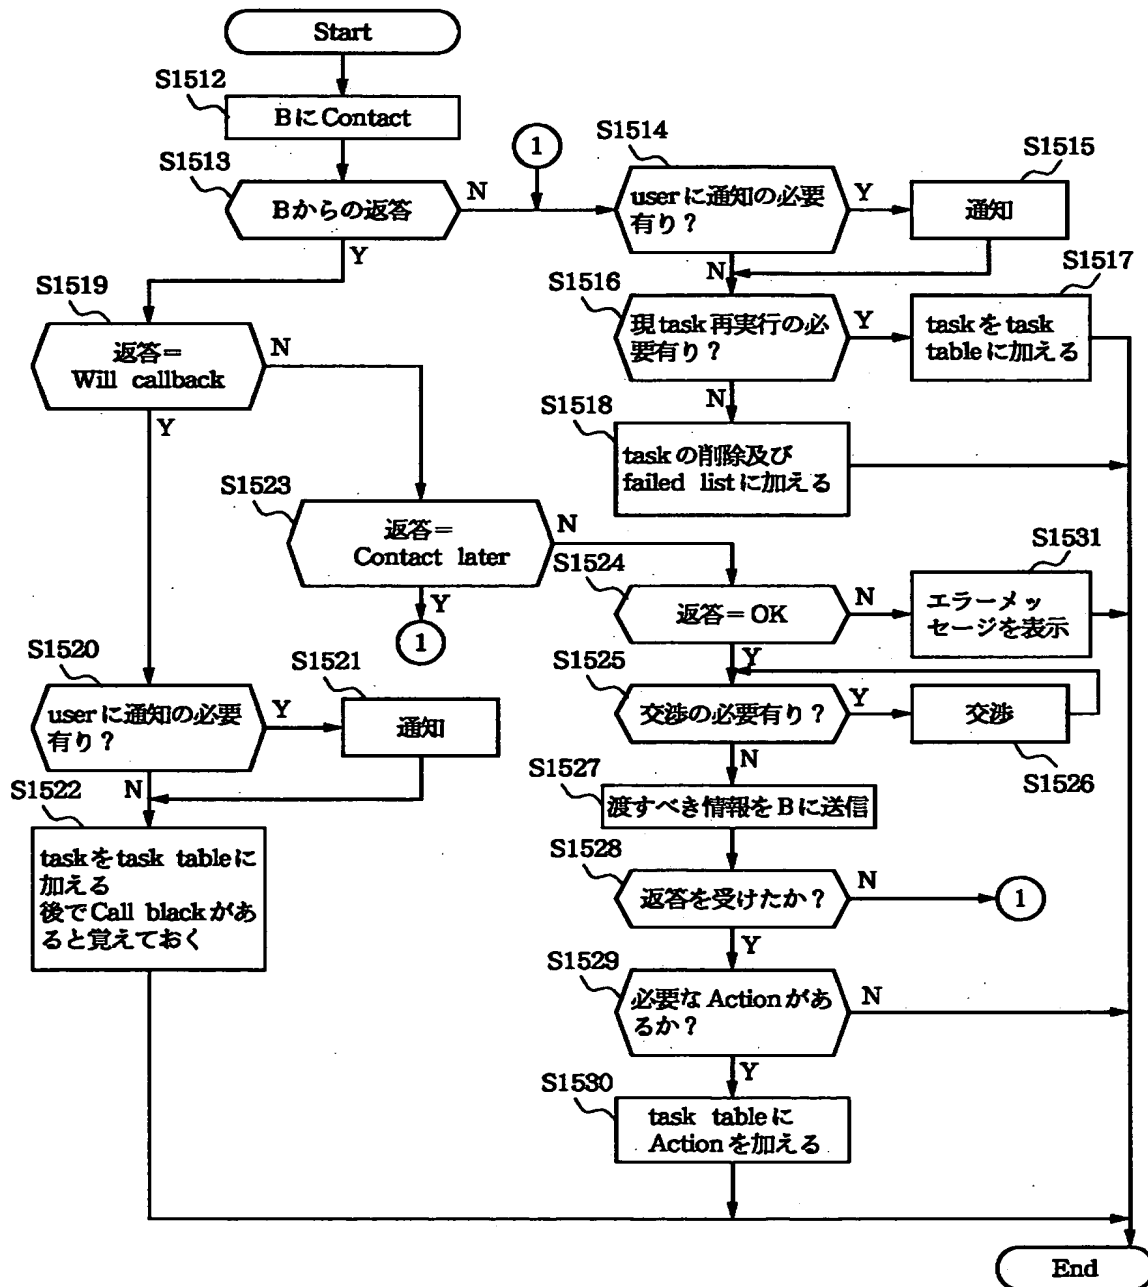 Start
S1512
BにContact
S1513
Bからの返答
N
Y
1
S1514
userに通知の必要
有り？
Y
N
S1515
通知
S1516
現task再実行の必
要有り？
Y
N
S1517
taskをtask
tableに加える
S1518
taskの削除及び
failed listに加える
S1519
返答＝
Will callback
N
Y
S1523
返答＝
Contact later
N
Y
1
S1524
返答＝OK
N
Y
S1531
エラーメッ
セージを表示
S1520
userに通知の必要
有り？
Y
N
S1521
通知
S1522
taskをtask tableに
加える
後でCall blackがあ
ると覚えておく
S1525
交渉の必要有り？
Y
N
交渉
S1526
S1527
渡すべき情報をBに送信
S1528
返答を受けたか？
N
1
Y
S1529
必要なActionがあ
るか？
N
Y
S1530
task tableに
Actionを加える
End